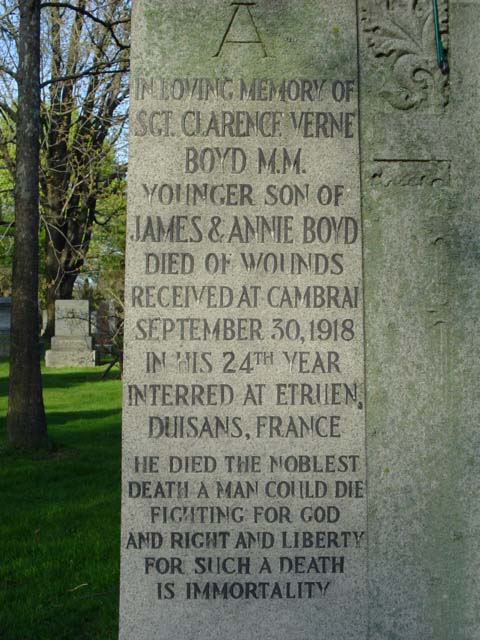 A
IN LOVING MEMORY OF
SGT. CLARENCE VERNE
BOYD M.M.
YOUNGER SON OF
JAMES & ANNIE BOYD
DIED OF WOUNDS
RECEIVED AT CAMBRAI
SEPTEMBER 30, 1918
IN HIS 24TH YEAR
INTERRED AT ETRUEN,
DUISANS, FRANCE
HE DIED THE NOBLEST
DEATH A MAN COULD DIE
FIGHTING FOR GOD
AND RIGHT AND LIBERTY
FOR SUCH A DEATH
IS IMMORTALITY